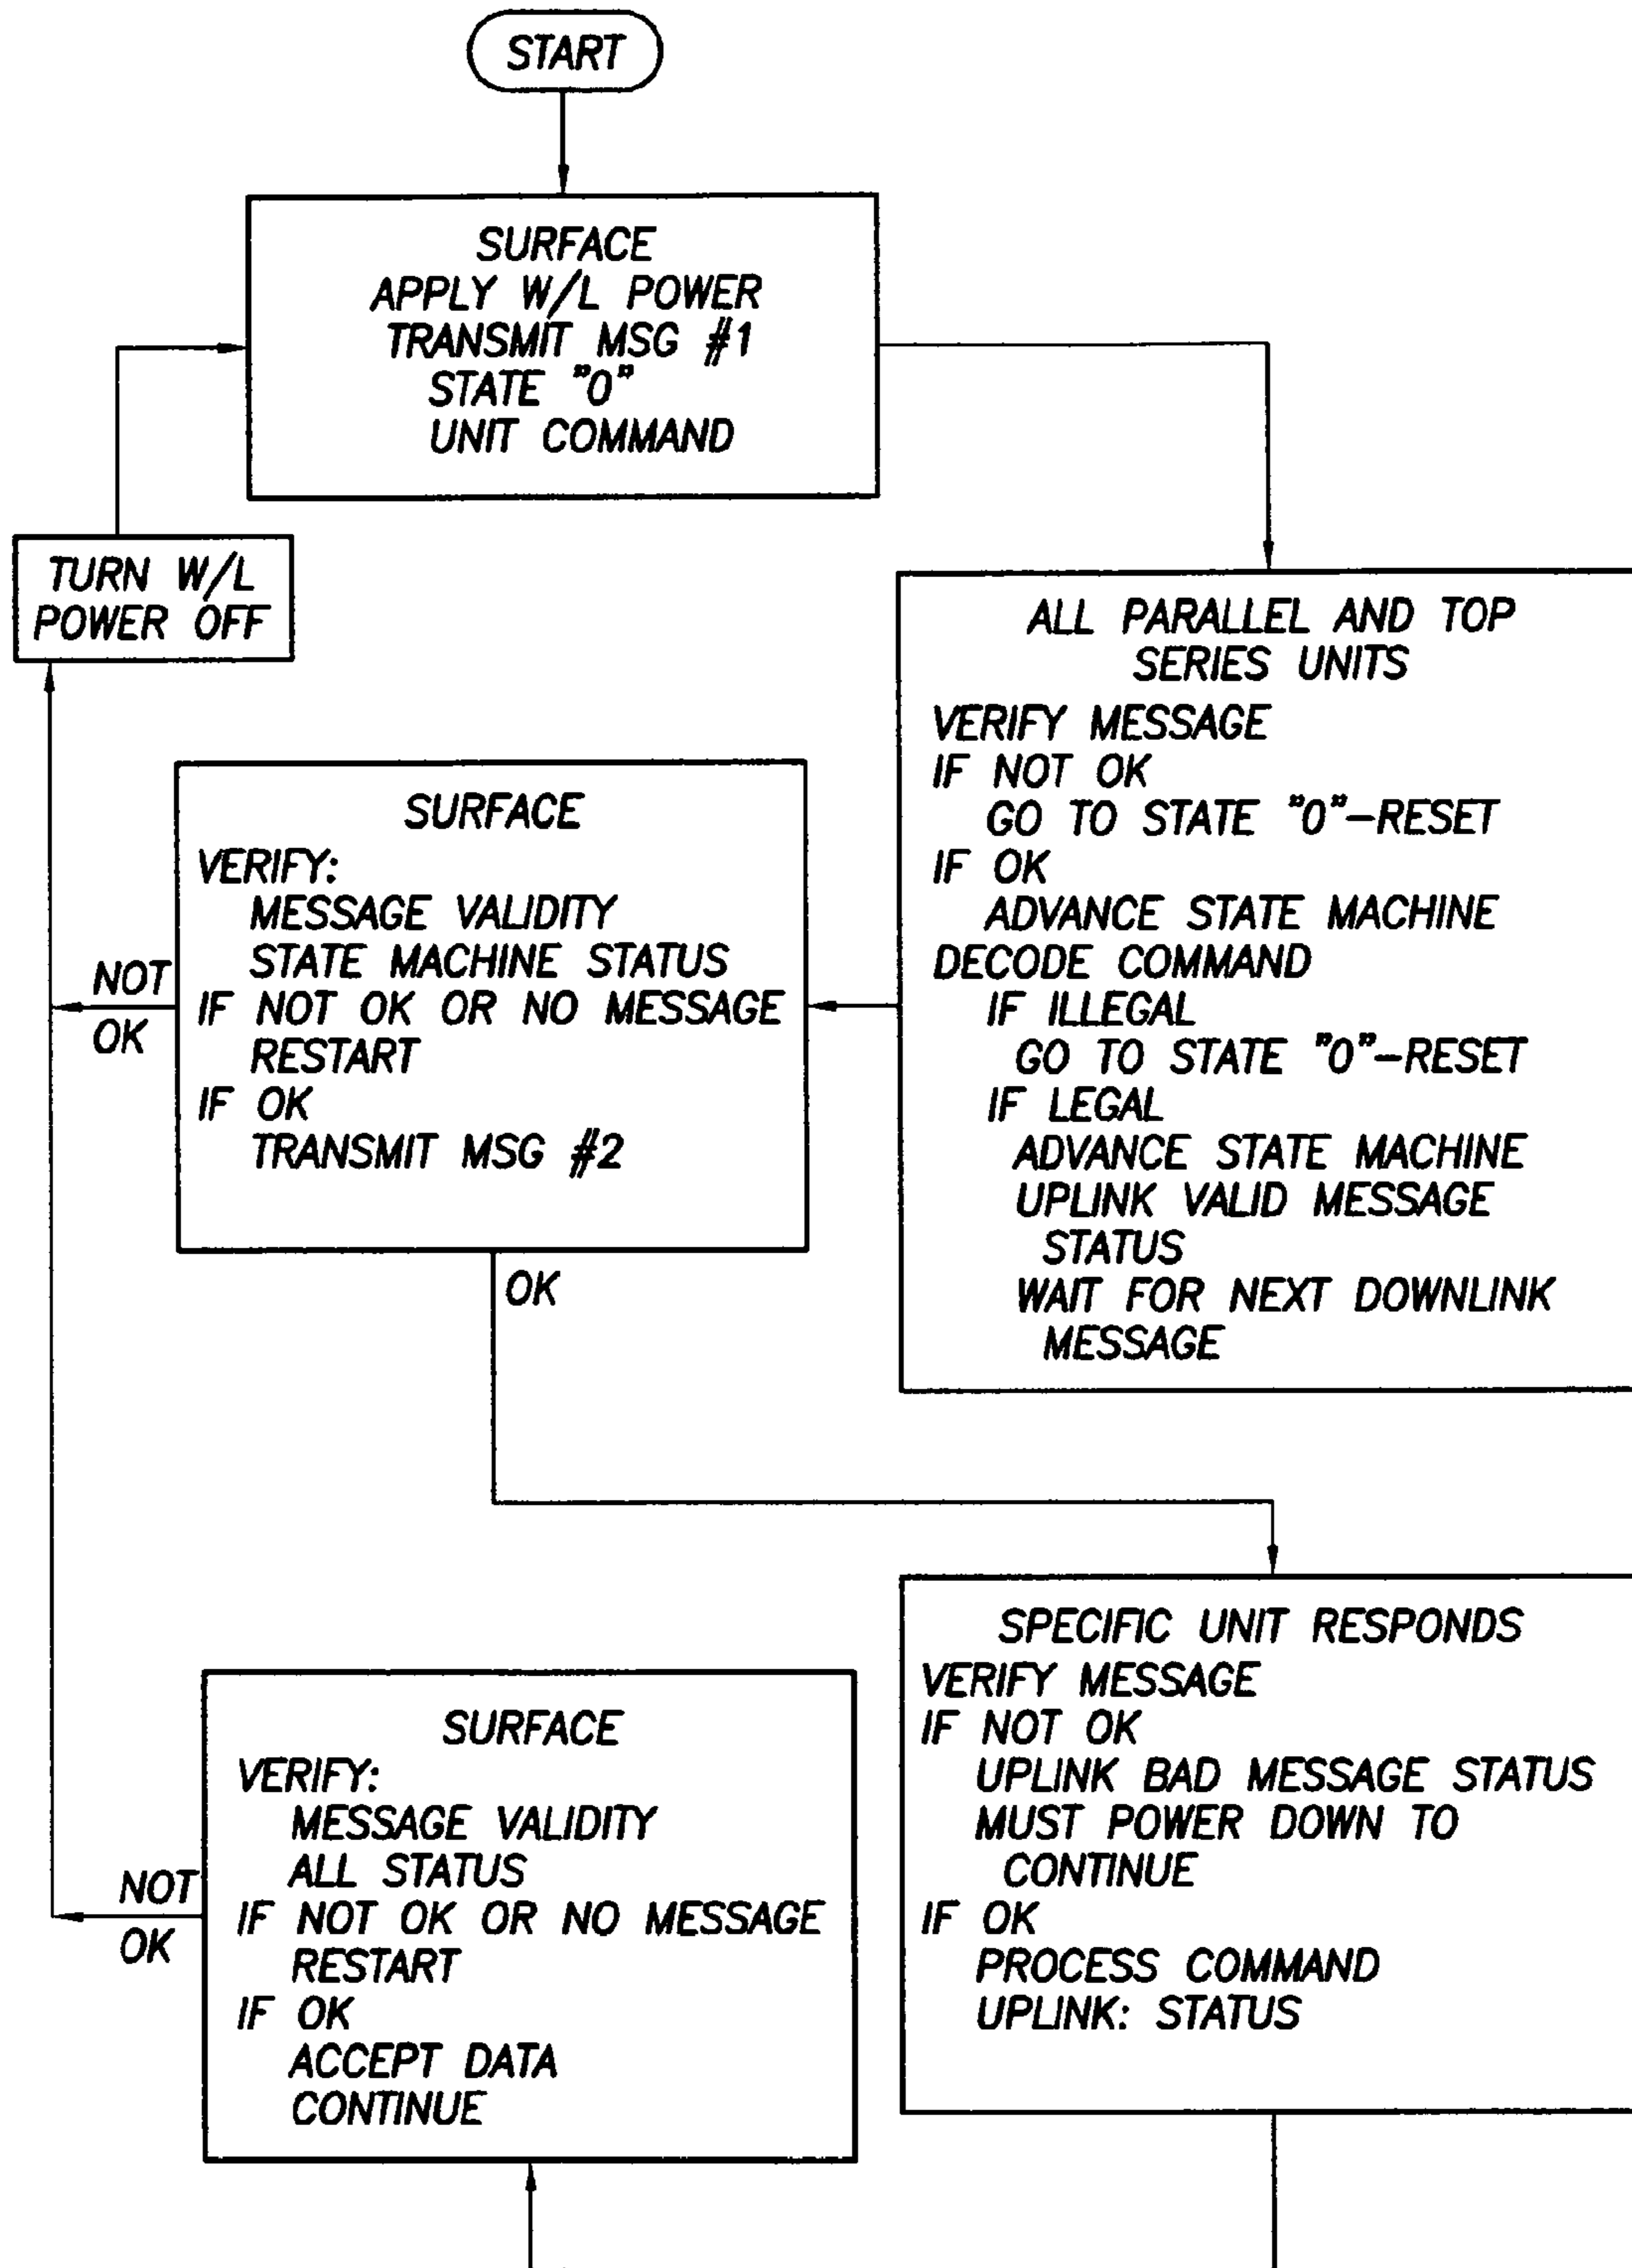 START
SURFACE
APPLY W/L POWER
TRANSMIT MSG #1
STATE "0"
UNIT COMMAND
TURN W/L
POWER OFF
ALL PARALLEL AND TOP
SERIES UNITS
VERIFY MESSAGE
IF NOT OK
GO TO STATE "0"-RESET
IF OK
ADVANCE STATE MACHINE
DECODE COMMAND
IF ILLEGAL
GO TO STATE "0"-RESET
IF LEGAL
ADVANCE STATE MACHINE
UPLINK VALID MESSAGE
STATUS
WAIT FOR NEXT DOWNLINK
MESSAGE
SURFACE
VERIFY:
MESSAGE VALIDITY
STATE MACHINE STATUS
IF NOT OK OR NO MESSAGE
RESTART
IF OK
TRANSMIT MSG #2
NOT
OK
OK
SPECIFIC UNIT RESPONDS
VERIFY MESSAGE
IF NOT OK
UPLINK BAD MESSAGE STATUS
MUST POWER DOWN TO
CONTINUE
IF OK
PROCESS COMMAND
UPLINK: STATUS
SURFACE
VERIFY:
MESSAGE VALIDITY
ALL STATUS
IF NOT OK OR NO MESSAGE
RESTART
IF OK
ACCEPT DATA
CONTINUE
NOT
OK